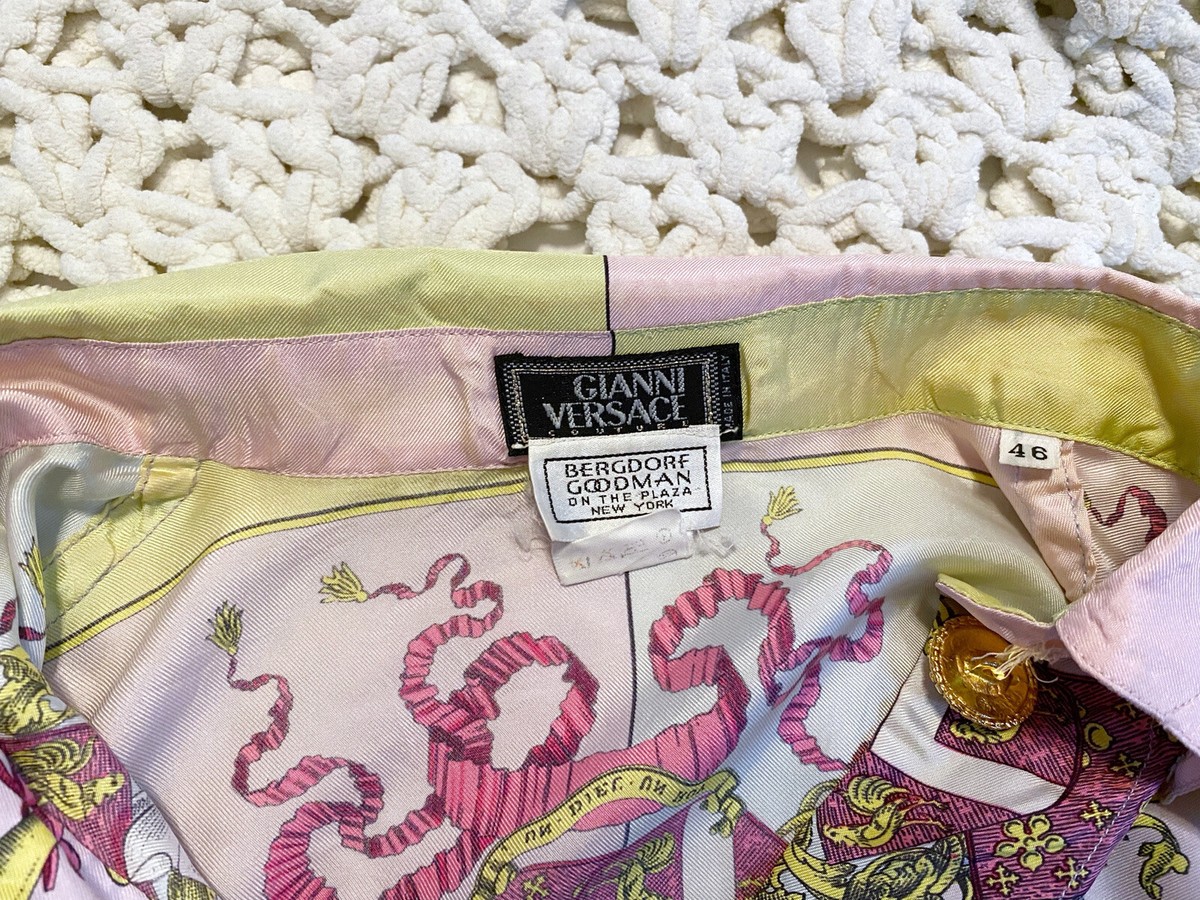 GIANNI
VERSACE
COUTURE
MADE IN ITALY
BERGDORF
GOODMAN
ON THE PLAZA
NEW YORK
46